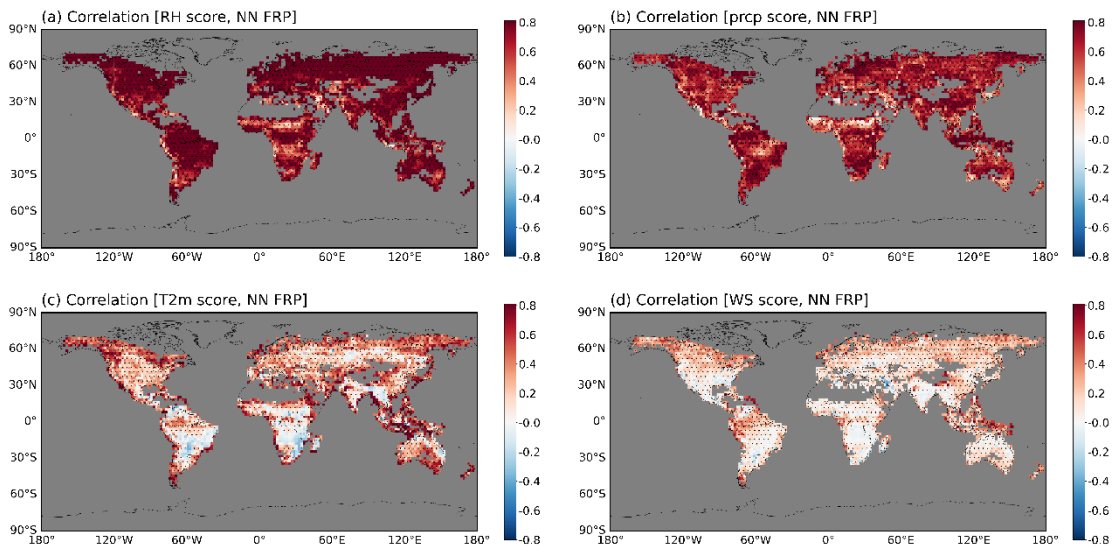 (a) Correlation [RH score, NN FRP]
90°N
60°N
30°N
0°
30°S
60°S
90°S
180° 120°W 60°W 0° 60°E 120°E 180°
0.8
0.6
0.4
0.2
-0.0
-0.2
-0.4
-0.6
-0.8
(b) Correlation [prcp score, NN FRP]
90°N
60°N
30°N
0°
30°S
60°S
90°S
180° 120°W 60°W 0° 60°E 120°E 180°
0.8
0.6
0.4
0.2
-0.0
-0.2
-0.4
-0.6
-0.8
(c) Correlation [T2m score, NN FRP]
90°N
60°N
30°N
0°
30°S
60°S
90°S
180° 120°W 60°W 0° 60°E 120°E 180°
0.8
0.6
0.4
0.2
-0.0
-0.2
-0.4
-0.6
-0.8
(d) Correlation [WS score, NN FRP]
90°N
60°N
30°N
0°
30°S
60°S
90°S
180° 120°W 60°W 0° 60°E 120°E 180°
0.8
0.6
0.4
0.2
-0.0
-0.2
-0.4
-0.6
-0.8